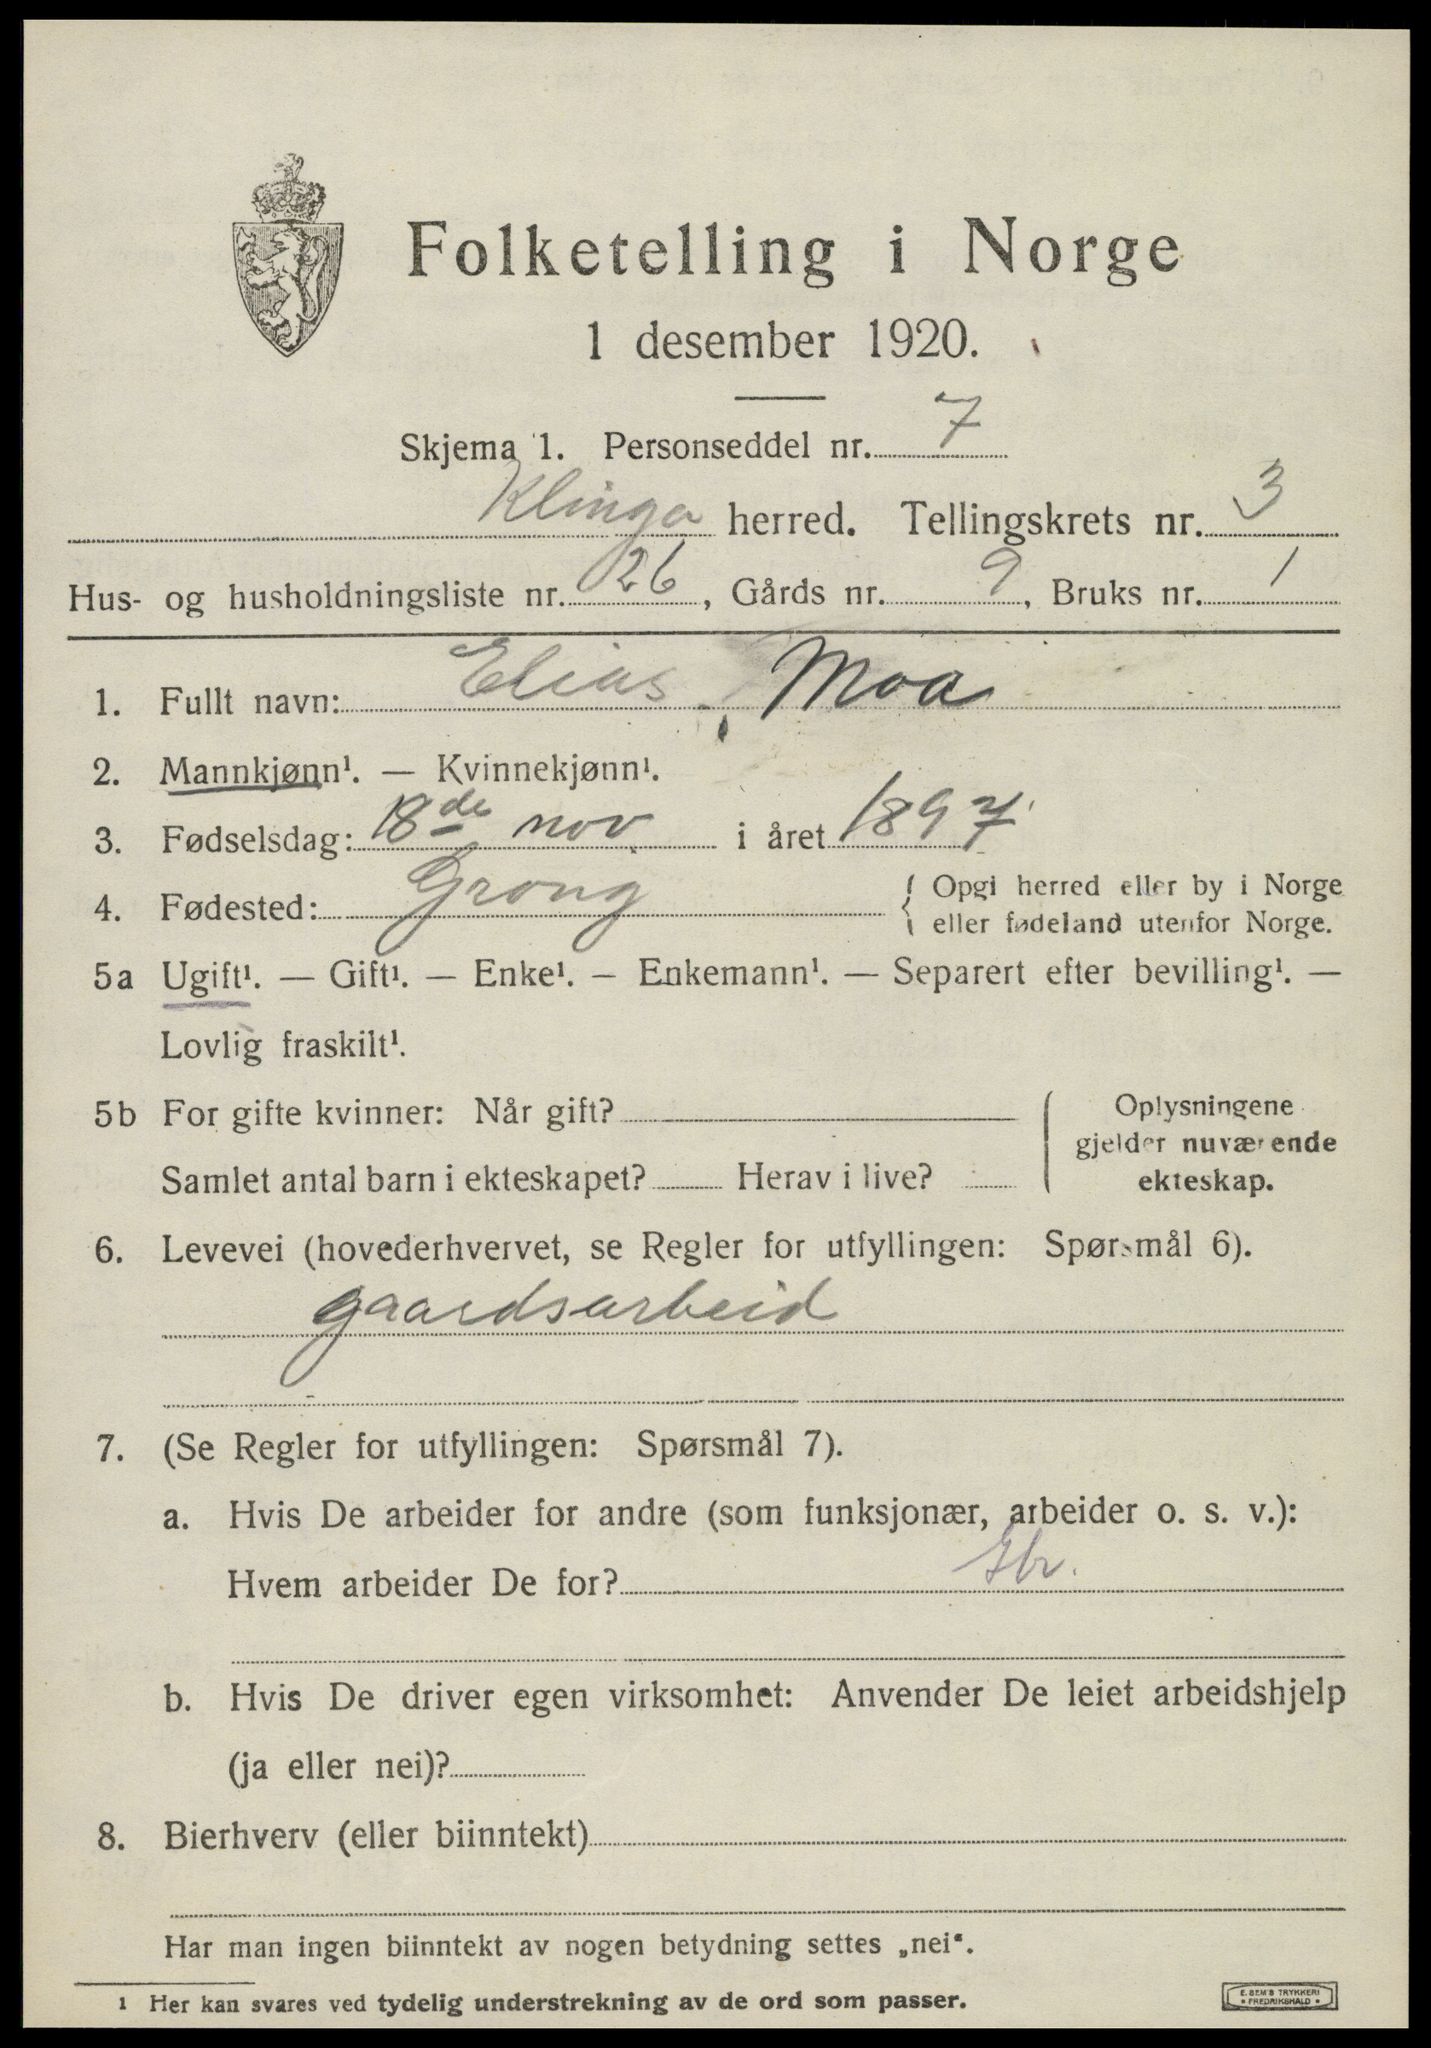 Folketelling i Norge
1 desember 1920.
Skjema 1. Personseddel nr. 7
Klinga herred. Tellingskrets nr. 3
Hus- og husholdningsliste nr. 26, Gårds nr. 9, Bruks nr. 1
1. Fullt navn: Elias Moa
2. Mannkjønn¹. — Kvinnekjønn¹.
3. Fødselsdag: 18de nov i året 1897
4. Fødested: Grong { Opgi herred eller by i Norge
eller fødeland utenfor Norge.
5a Ugift¹. — Gift¹. — Enke¹. — Enkemann¹. — Separert efter bevilling¹. —
Lovlig fraskilt¹.
5b For gifte kvinner: Når gift?
Samlet antal barn i ekteskapet? Herav i live?
Oplysningene
gjelder nuværende
ekteskap.
6. Levevei (hovederhvervet, se Regler for utfyllingen: Spørsmål 6).
gaardsarbeid
7. (Se Regler for utfyllingen: Spørsmål 7).
a. Hvis De arbeider for andre (som funksjonær, arbeider o. s. v.):
Hvem arbeider De for?
b. Hvis De driver egen virksomhet: Anvender De leiet arbeidshjelp
(ja eller nei)?
8. Bierhverv (eller biinntekt)
Har man ingen biinntekt av nogen betydning settes „nei“.
¹ Her kan svares ved tydelig understrekning av de ord som passer.
E. SEM'S TRYKKERI
* FREDRIKSHALD *